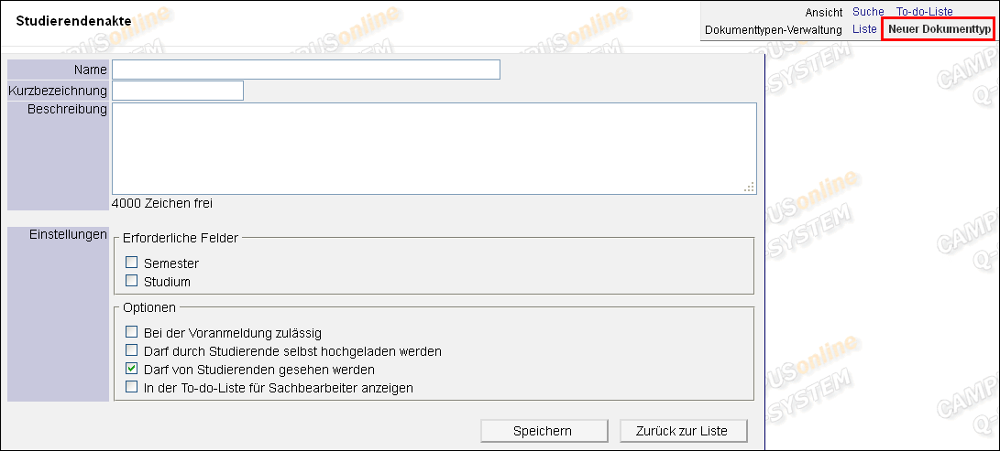 Studierendenakte
Ansicht Suche To-do-Liste
Dokumenttypen-Verwaltung Liste Neuer Dokumenttyp
Name
Kurzbezeichnung
Beschreibung
4000 Zeichen frei
Einstellungen
Erforderliche Felder
Semester
Studium
Optionen
Bei der Voranmeldung zulässig
Darf durch Studierende selbst hochgeladen werden
Darf von Studierenden gesehen werden
In der To-do-Liste für Sachbearbeiter anzeigen
Speichern Zurück zur Liste